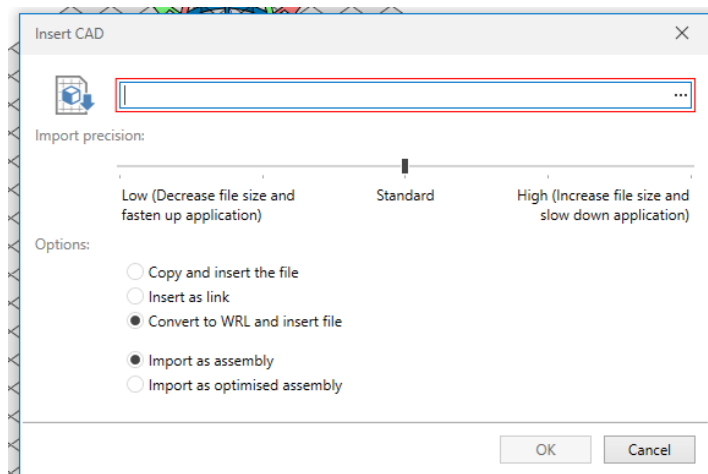 Insert CAD
...
Import precision:
Low (Decrease file size and
fasten up application)
Standard
High (Increase file size and
slow down application)
Options:
Copy and insert the file
Insert as link
Convert to WRL and insert file
Import as assembly
Import as optimised assembly
OK
Cancel